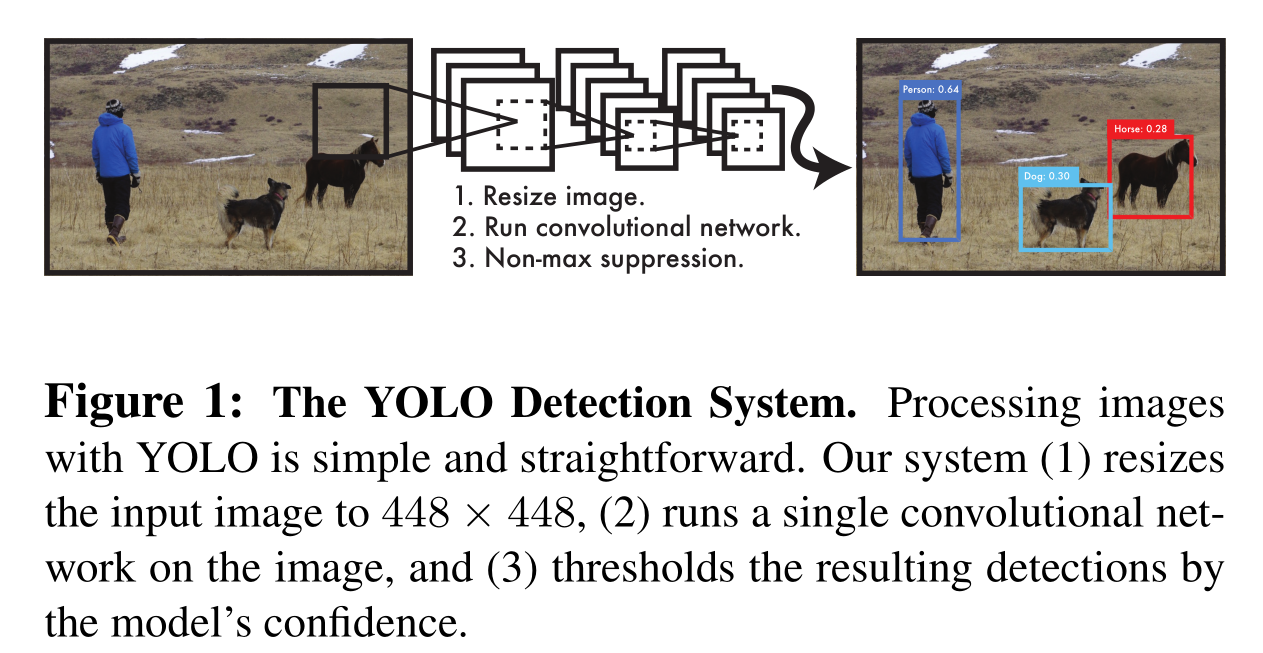 Person: 0.64
Horse: 0.28
Dog: 0.30
1. Resize image.
2. Run convolutional network.
3. Non-max suppression.
Figure 1: The YOLO Detection System. Processing images
with YOLO is simple and straightforward. Our system (1) resizes
the input image to 448 × 448, (2) runs a single convolutional net-
work on the image, and (3) thresholds the resulting detections by
the model's confidence.